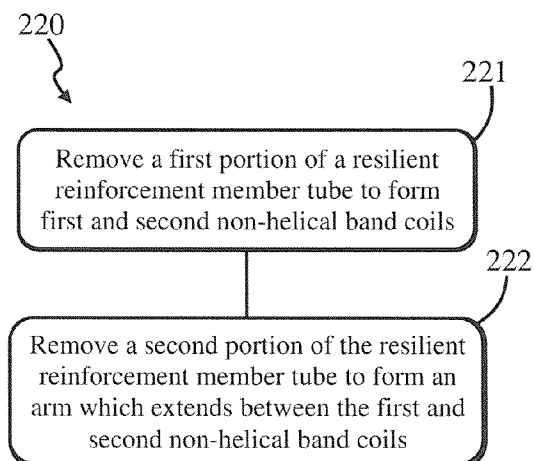 220
221
Remove a first portion of a resilient
reinforcement member tube to form
first and second non-helical band coils
222
Remove a second portion of the resilient
reinforcement member tube to form an
arm which extends between the first and
second non-helical band coils